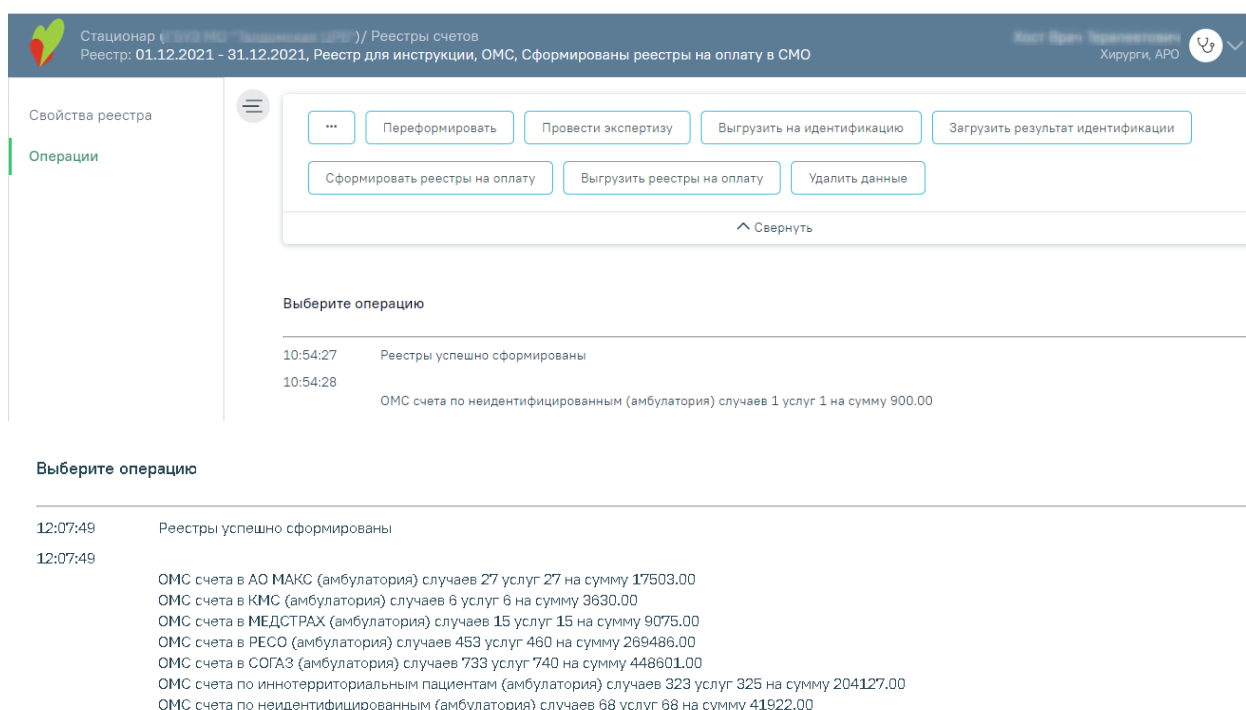 Стационар ( )/ Реестры счетов
Реестр: 01.12.2021 - 31.12.2021, Реестр для инструкции, ОМС, Сформированы реестры на оплату в СМО
Хирурги, АРО
Свойства реестра
Операции
... Переформировать Провести экспертизу Выгрузить на идентификацию Загрузить результат идентификации
Сформировать реестры на оплату Выгрузить реестры на оплату Удалить данные
Свернуть
Выберите операцию
10:54:27 Реестры успешно сформированы
10:54:28
ОМС счета по неидентифицированным (амбулатория) случаев 1 услуг 1 на сумму 900.00
Выберите операцию
12:07:49 Реестры успешно сформированы
12:07:49
ОМС счета в АО МАКС (амбулатория) случаев 27 услуг 27 на сумму 17503.00
ОМС счета в КМС (амбулатория) случаев 6 услуг 6 на сумму 3630.00
ОМС счета в МЕДСТРАХ (амбулатория) случаев 15 услуг 15 на сумму 9075.00
ОМС счета в РЕСО (амбулатория) случаев 453 услуг 460 на сумму 269486.00
ОМС счета в СОГАЗ (амбулатория) случаев 733 услуг 740 на сумму 448601.00
ОМС счета по иннотерриториальным пациентам (амбулатория) случаев 323 услуг 325 на сумму 204127.00
ОМС счета по неидентифицированным (амбулатория) случаев 68 услуг 68 на сумму 41922.00